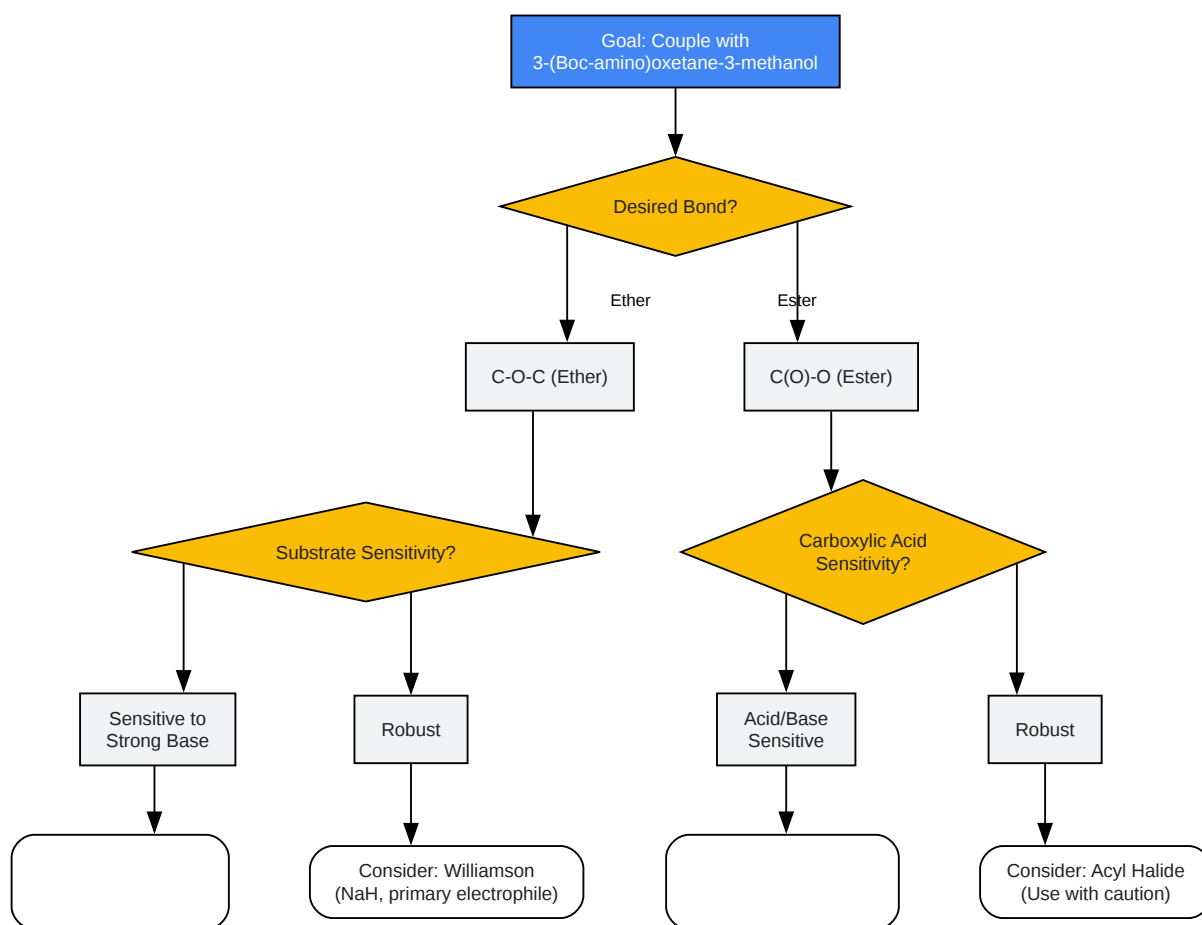 Goal: Couple with
3-(Boc-amino)oxetane-3-methanol
Desired Bond?
Ether
Ester
C-O-C (Ether)
C(O)-O (Ester)
Substrate Sensitivity?
Carboxylic Acid
Sensitivity?
Sensitive to
Strong Base
Robust
Acid/Base
Sensitive
Robust
Consider: Williamson
(NaH, primary electrophile)
Consider: Acyl Halide
(Use with caution)